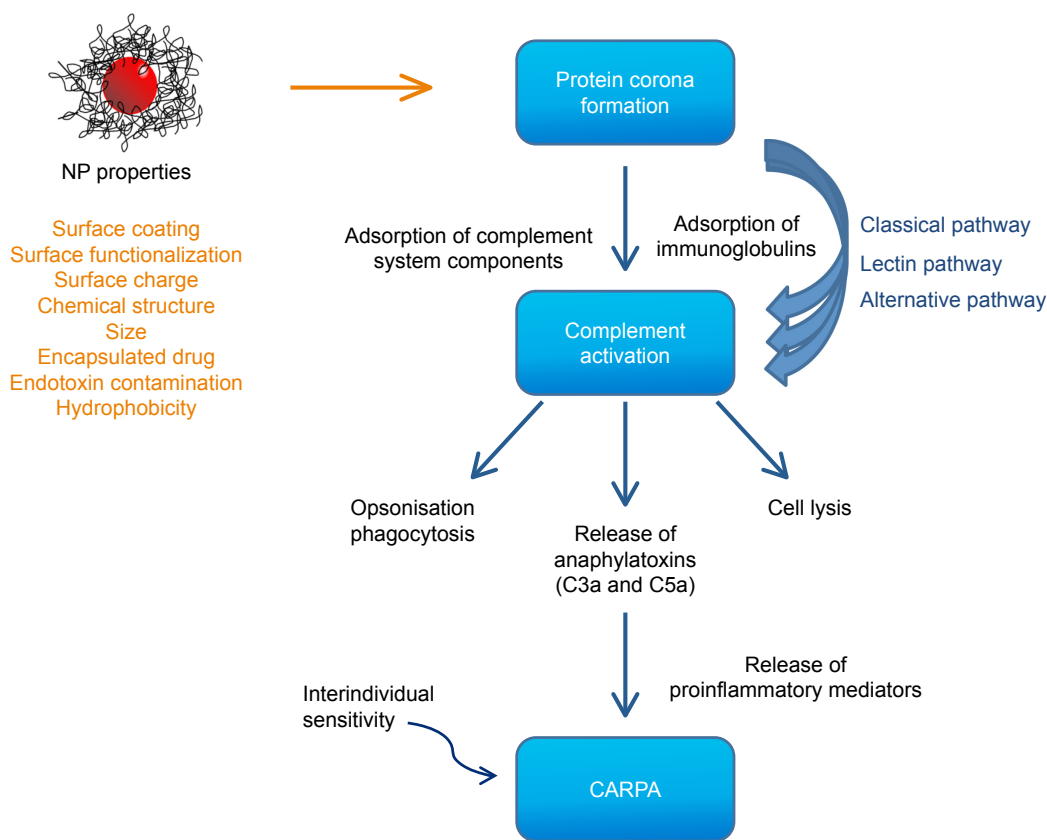 NP properties
Surface coating
Surface functionalization
Surface charge
Chemical structure
Size
Encapsulated drug
Endotoxin contamination
Hydrophobicity
Protein corona
formation
Adsorption of complement
system components
Adsorption of
immunoglobulins
Classical pathway
Lectin pathway
Alternative pathway
Complement
activation
Opsonisation
phagocytosis
Release of
anaphylatoxins
(C3a and C5a)
Cell lysis
Release of
proinflammatory mediators
Interindividual
sensitivity
CARPA